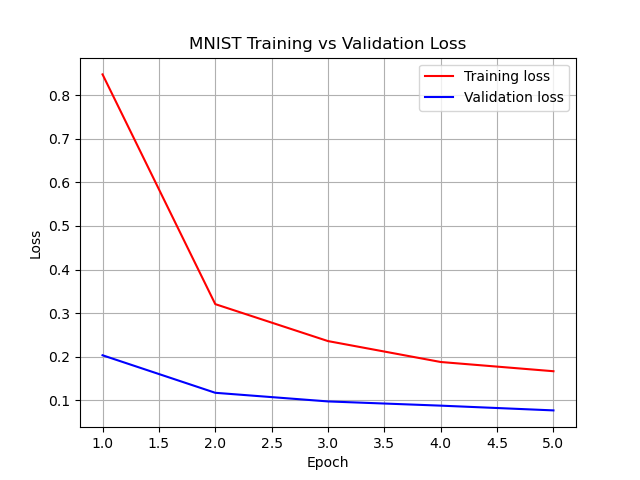 MNIST Training vs Validation Loss
Training loss
Validation loss
Loss
0.8
0.7
0.6
0.5
0.4
0.3
0.2
0.1
1.0 1.5 2.0 2.5 3.0 3.5 4.0 4.5 5.0
Epoch